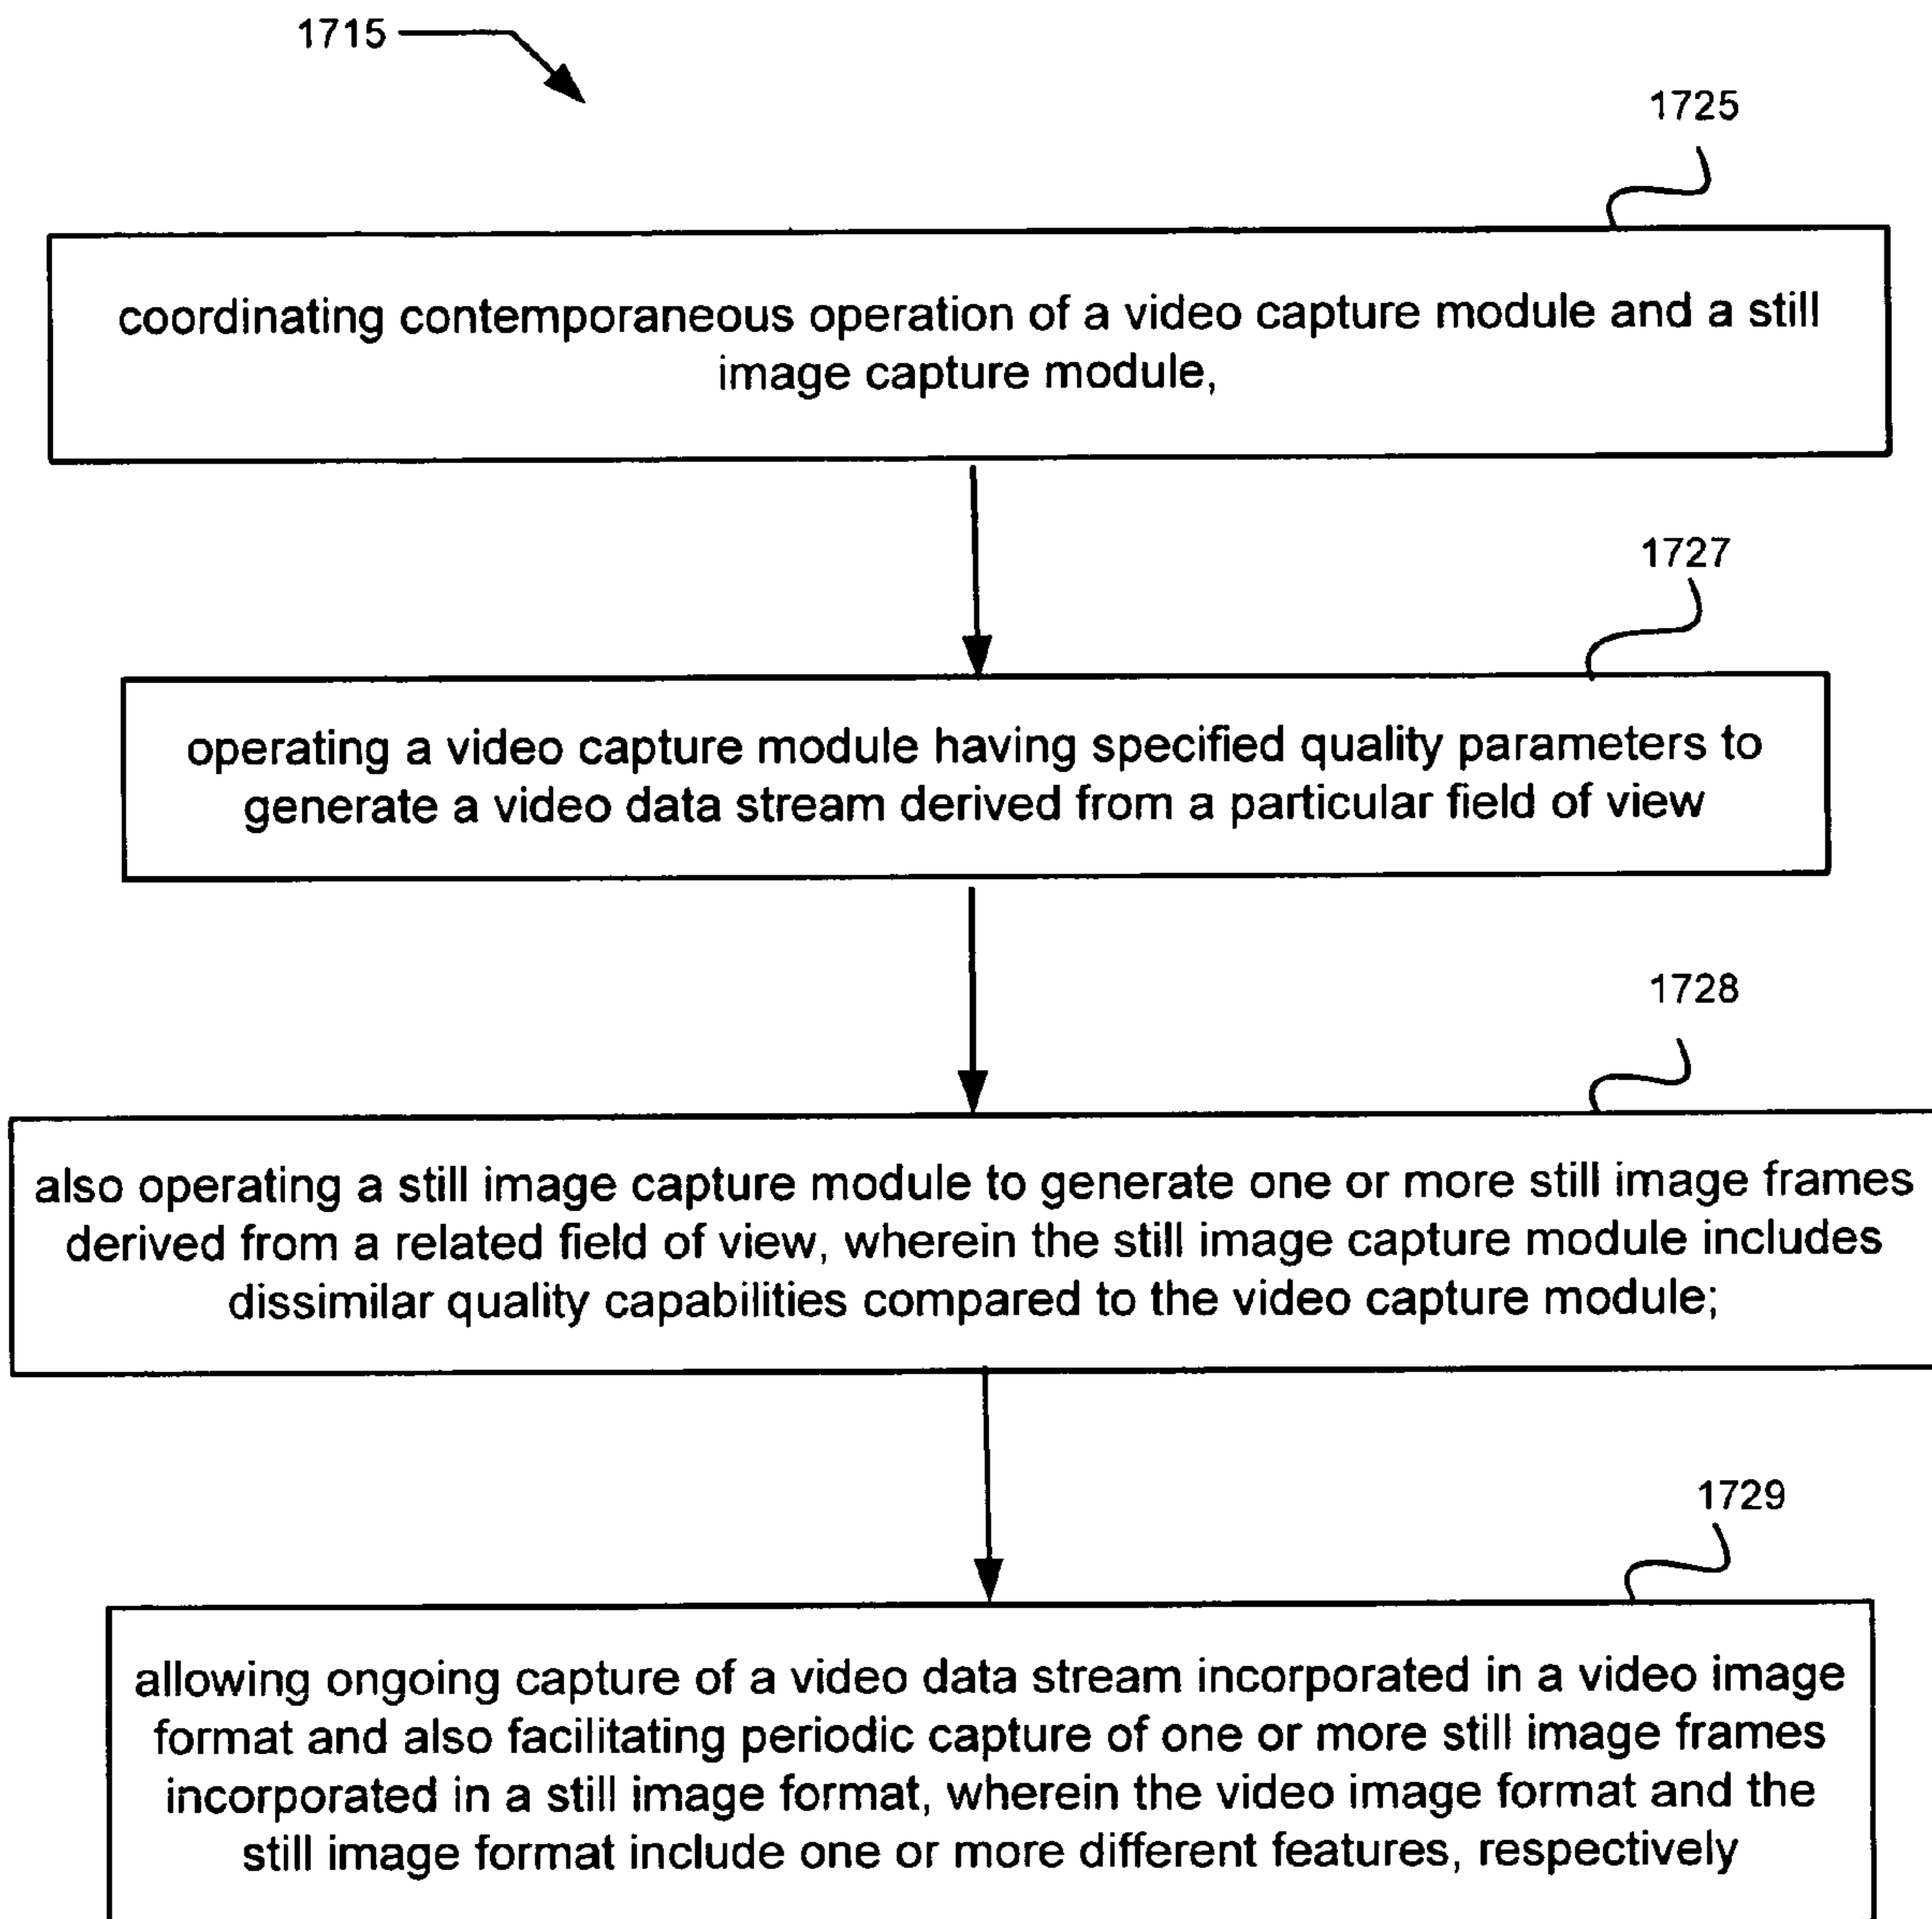 1715
1725
coordinating contemporaneous operation of a video capture module and a still
image capture module,
1727
operating a video capture module having specified quality parameters to
generate a video data stream derived from a particular field of view
1728
also operating a still image capture module to generate one or more still image frames
derived from a related field of view, wherein the still image capture module includes
dissimilar quality capabilities compared to the video capture module;
1729
allowing ongoing capture of a video data stream incorporated in a video image
format and also facilitating periodic capture of one or more still image frames
incorporated in a still image format, wherein the video image format and the
still image format include one or more different features, respectively